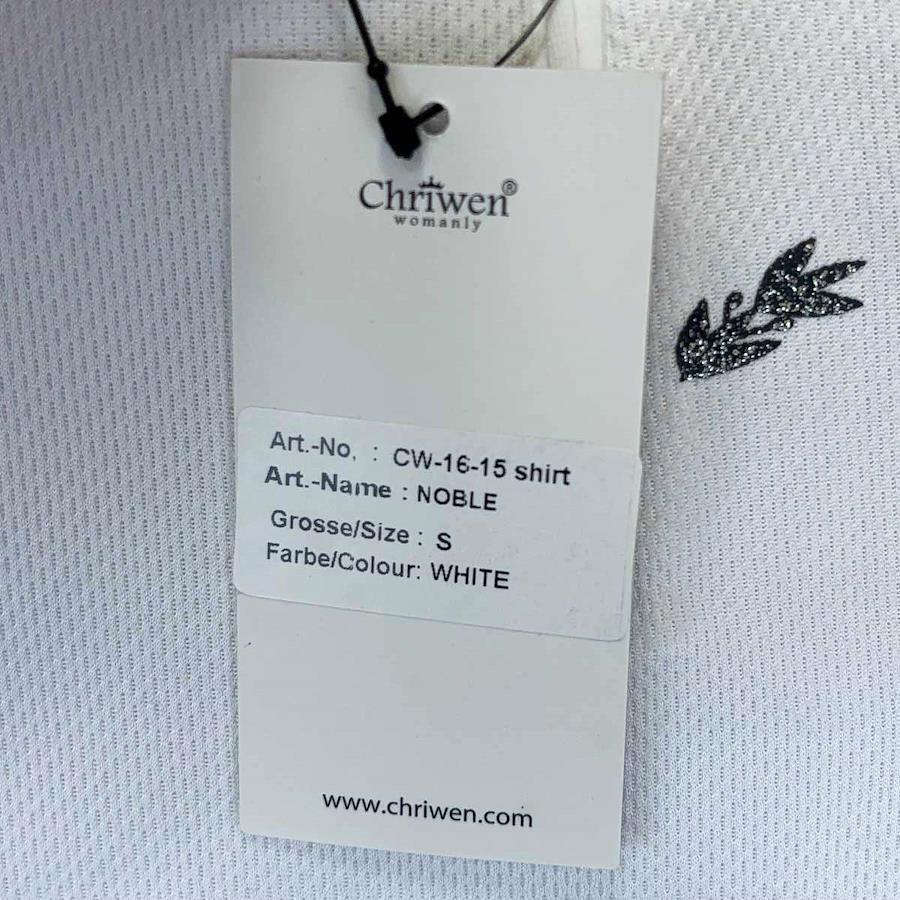 Chriwen®
womanly
Art.-No. : CW-16-15 shirt
Art.-Name : NOBLE
Grosse/Size : S
Farbe/Colour: WHITE
www.chriwen.com